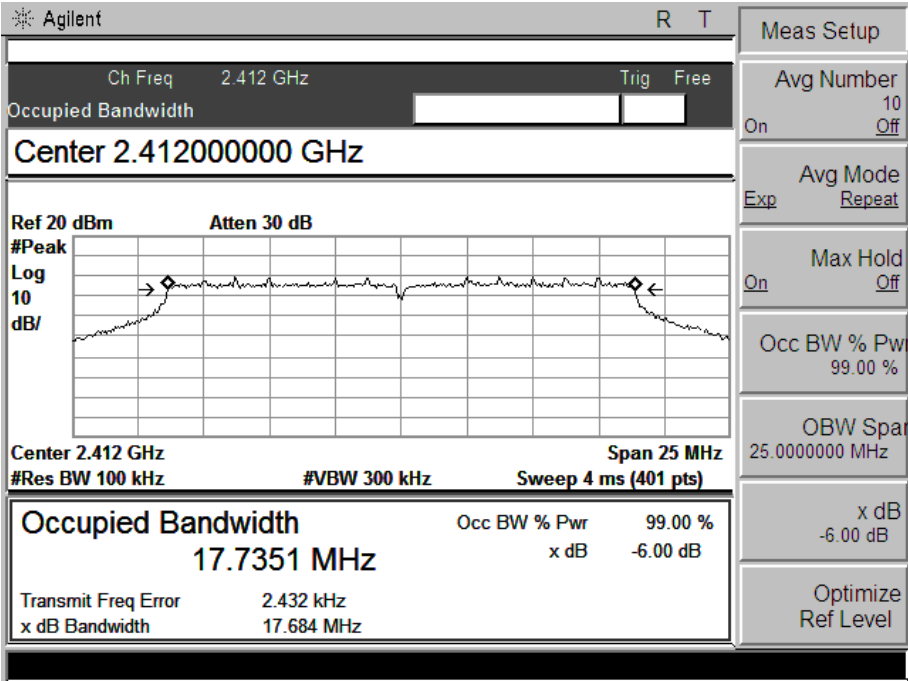 Agilent R T
Ch Freq 2.412 GHz Trig Free
Occupied Bandwidth
Center 2.412000000 GHz
Ref 20 dBm Atten 30 dB
#Peak
Log
10
dB/
Center 2.412 GHz Span 25 MHz
#Res BW 100 kHz #VBW 300 kHz Sweep 4 ms (401 pts)
Occupied Bandwidth Occ BW % Pwr 99.00 %
17.7351 MHz x dB -6.00 dB
Transmit Freq Error 2.432 kHz
x dB Bandwidth 17.684 MHz
Meas Setup
Avg Number
10
On Off
Avg Mode
Exp Repeat
Max Hold
On Off
Occ BW % Pwr
99.00 %
OBW Span
25.0000000 MHz
x dB
-6.00 dB
Optimize
Ref Level